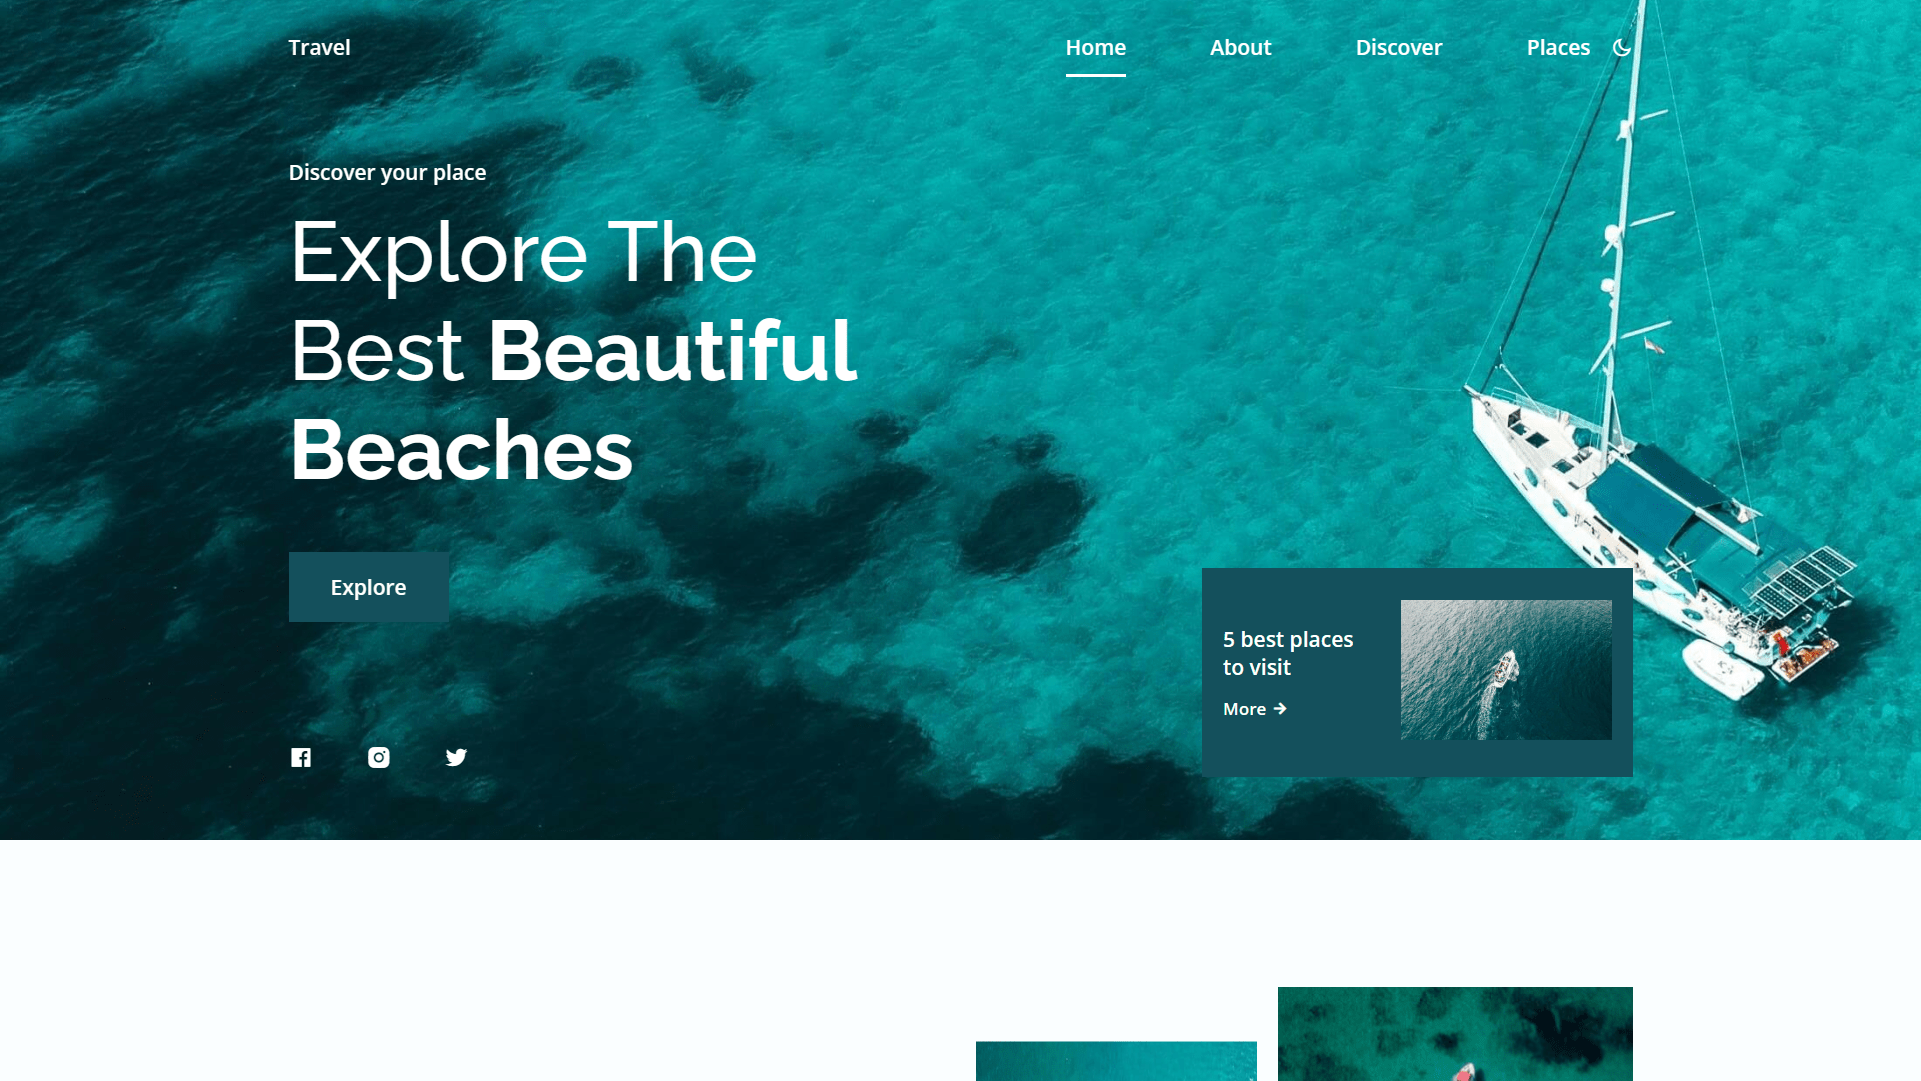 Travel
Home
About
Discover
Places
Discover your place
Explore The
Best Beautiful
Beaches
Explore
5 best places
to visit
More